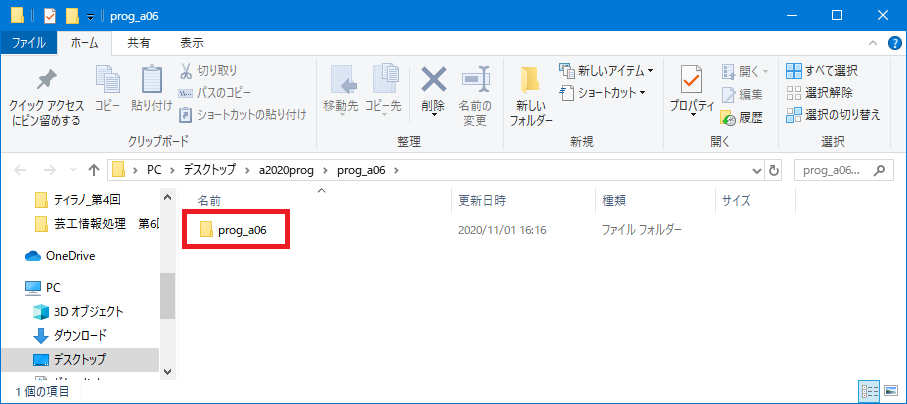 prog_a06
ファイル ホーム 共有 表示
クイック アクセス
にピン留めする
コピー
貼り付け
切り取り
パスのコピー
ショートカットの貼り付け
クリップボード
移動先
コピー先
削除
名前の
変更
整理
新しい
フォルダー
新しいアイテム
ショートカット
新規
プロパティ
開く
編集
履歴
開く
すべて選択
選択解除
選択の切り替え
選択
PC デスクトップ a2020prog prog_a06
prog_a06...
名前 更新日時 種類 サイズ
prog_a06 2020/11/01 16:16 ファイル フォルダー
ティラノ_第4回
芸工情報処理 第6
OneDrive
PC
3D オブジェクト
ダウンロード
デスクトップ
1 個の項目